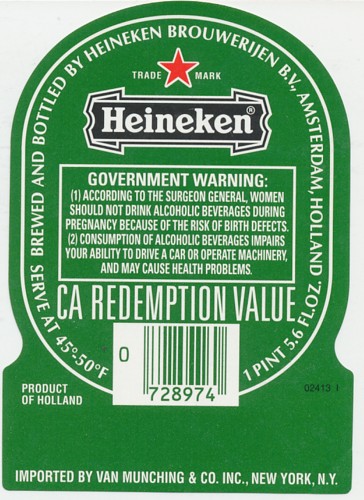 SERVE AT 45°-50°F BREWED AND BOTTLED BY HEINEKEN BROUWERIJEN B.V., AMSTERDAM, HOLLAND 1 PINT 5.6 FL.OZ.
TRADE MARK
Heineken®
GOVERNMENT WARNING:
(1) ACCORDING TO THE SURGEON GENERAL, WOMEN
SHOULD NOT DRINK ALCOHOLIC BEVERAGES DURING
PREGNANCY BECAUSE OF THE RISK OF BIRTH DEFECTS.
(2) CONSUMPTION OF ALCOHOLIC BEVERAGES IMPAIRS
YOUR ABILITY TO DRIVE A CAR OR OPERATE MACHINERY,
AND MAY CAUSE HEALTH PROBLEMS.
CA REDEMPTION VALUE
0 728974
PRODUCT
OF HOLLAND
02413 I
IMPORTED BY VAN MUNCHING & CO. INC., NEW YORK, N.Y.